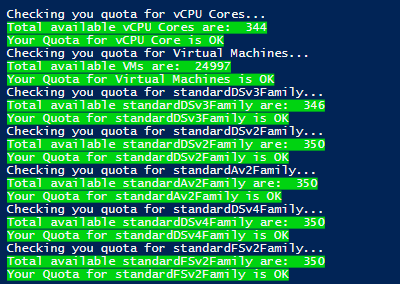 Checking you quota for vCPU Cores...
Total available vCPU Cores are:  344
Your Quota for vCPU Core is OK
Checking you quota for Virtual Machines...
Total available VMs are:  24997
Your Quota for Virtual Machines is OK
Checking you quota for standardDSv3Family...
Total available standardDSv3Family are:  346
Your Quota for standardDSv3Family is OK
Checking you quota for standardDSv2Family...
Total available standardDSv2Family are:  350
Your Quota for standardDSv2Family is OK
Checking you quota for standardAv2Family...
Total available standardAv2Family are:  350
Your Quota for standardAv2Family is OK
Checking you quota for standardDSv4Family...
Total available standardDSv4Family are:  350
Your Quota for standardDSv4Family is OK
Checking you quota for standardFSv2Family...
Total available standardFSv2Family are:  350
Your Quota for standardFSv2Family is OK